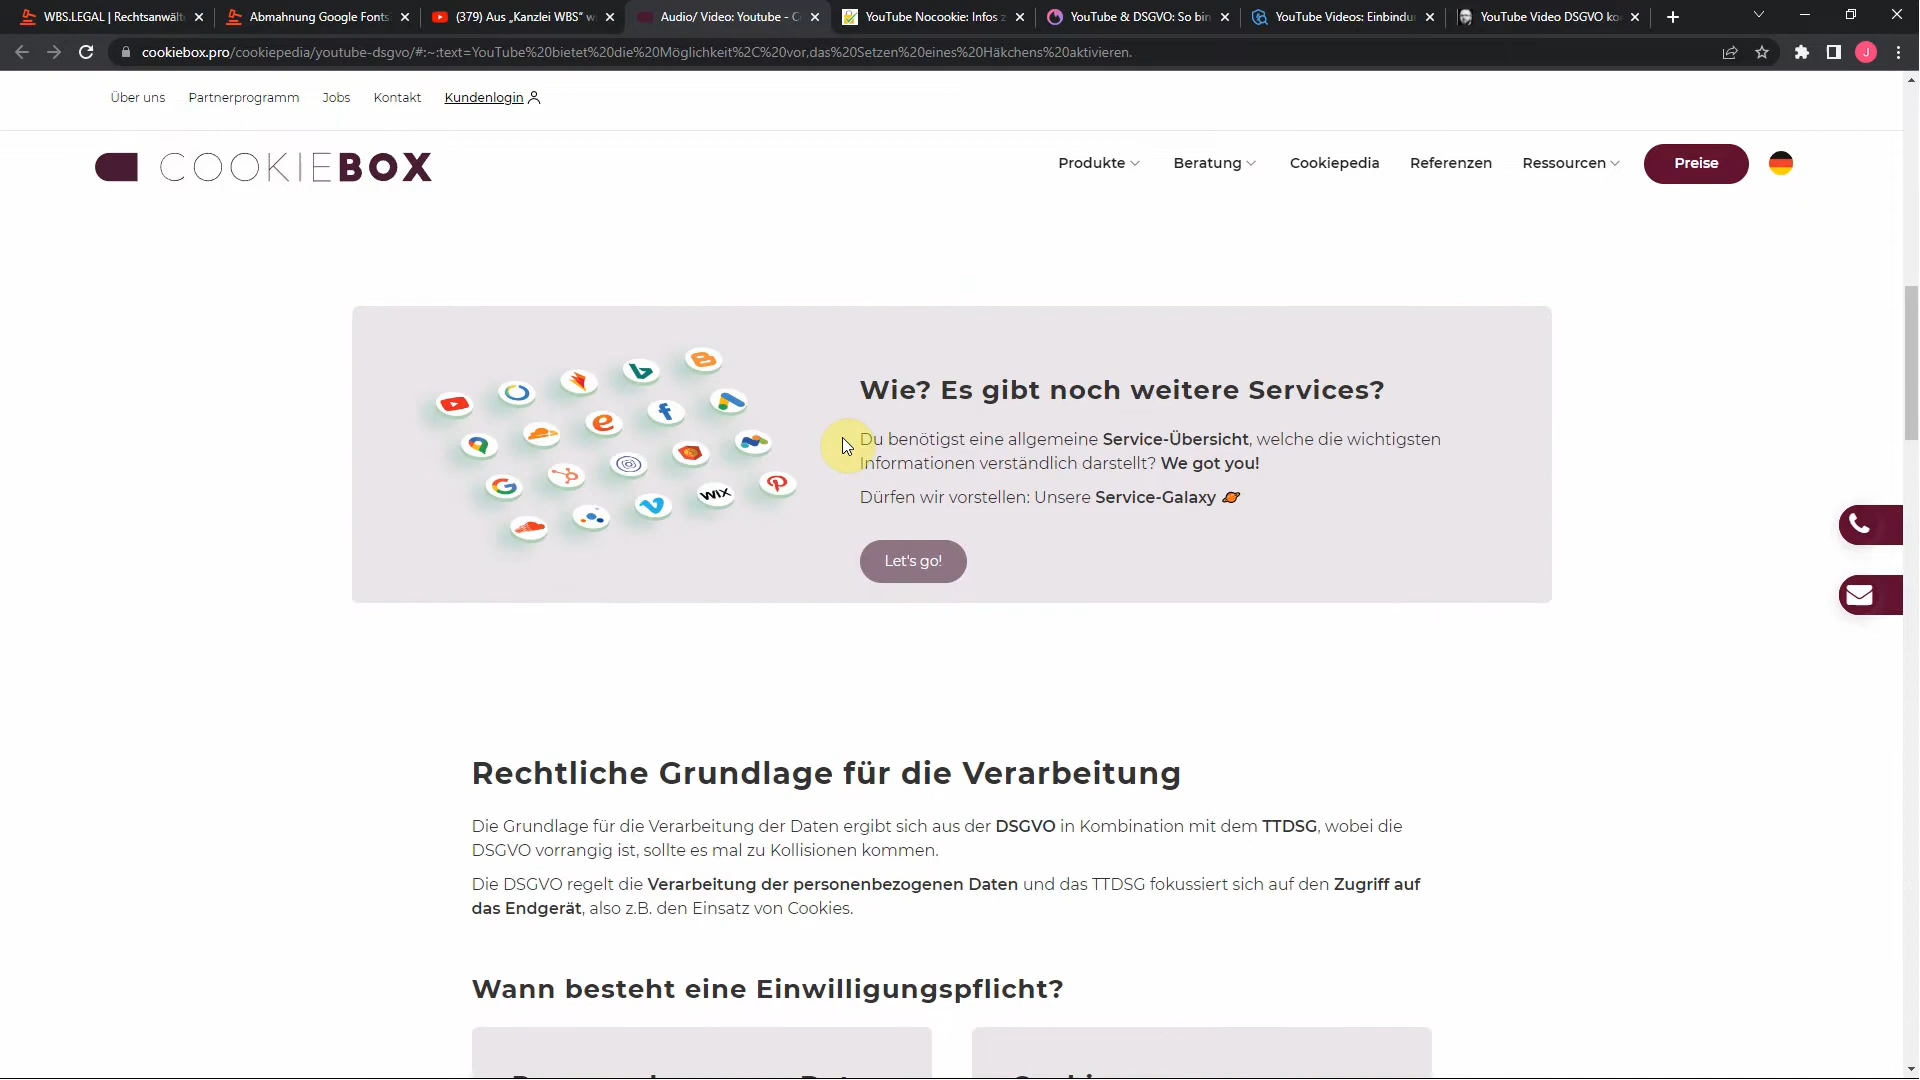 WBS.LEGAL | Rechtsanwält
Abmahnung Google Fonts
(379) Aus „Kanzlei WBS“ w
Audio/ Video: Youtube - C
YouTube Nocookie: Infos z
YouTube & DSGVO: So bin
YouTube Videos: Einbindu
YouTube Video DSGVO ko
cookiebox.pro/cookiepedia/youtube-dsgvo/#:~:text=YouTube%20bietet%20die%20Möglichkeit%2C%20vor,das%20Setzen%20eines%20Häkchens%20aktivieren.
J
Über uns
Partnerprogramm
Jobs
Kontakt
Kundenlogin
COOKIEBOX
Produkte
Beratung
Cookiepedia
Referenzen
Ressourcen
Preise
WIX
Wie? Es gibt noch weitere Services?
Du benötigst eine allgemeine Service-Übersicht, welche die wichtigsten
Informationen verständlich darstellt? We got you!
Dürfen wir vorstellen: Unsere Service-Galaxy
Let's go!
Rechtliche Grundlage für die Verarbeitung
Die Grundlage für die Verarbeitung der Daten ergibt sich aus der DSGVO in Kombination mit dem TTDSG, wobei die
DSGVO vorrangig ist, sollte es mal zu Kollisionen kommen.
Die DSGVO regelt die Verarbeitung der personenbezogenen Daten und das TTDSG fokussiert sich auf den Zugriff auf
das Endgerät, also z.B. den Einsatz von Cookies.
Wann besteht eine Einwilligungspflicht?